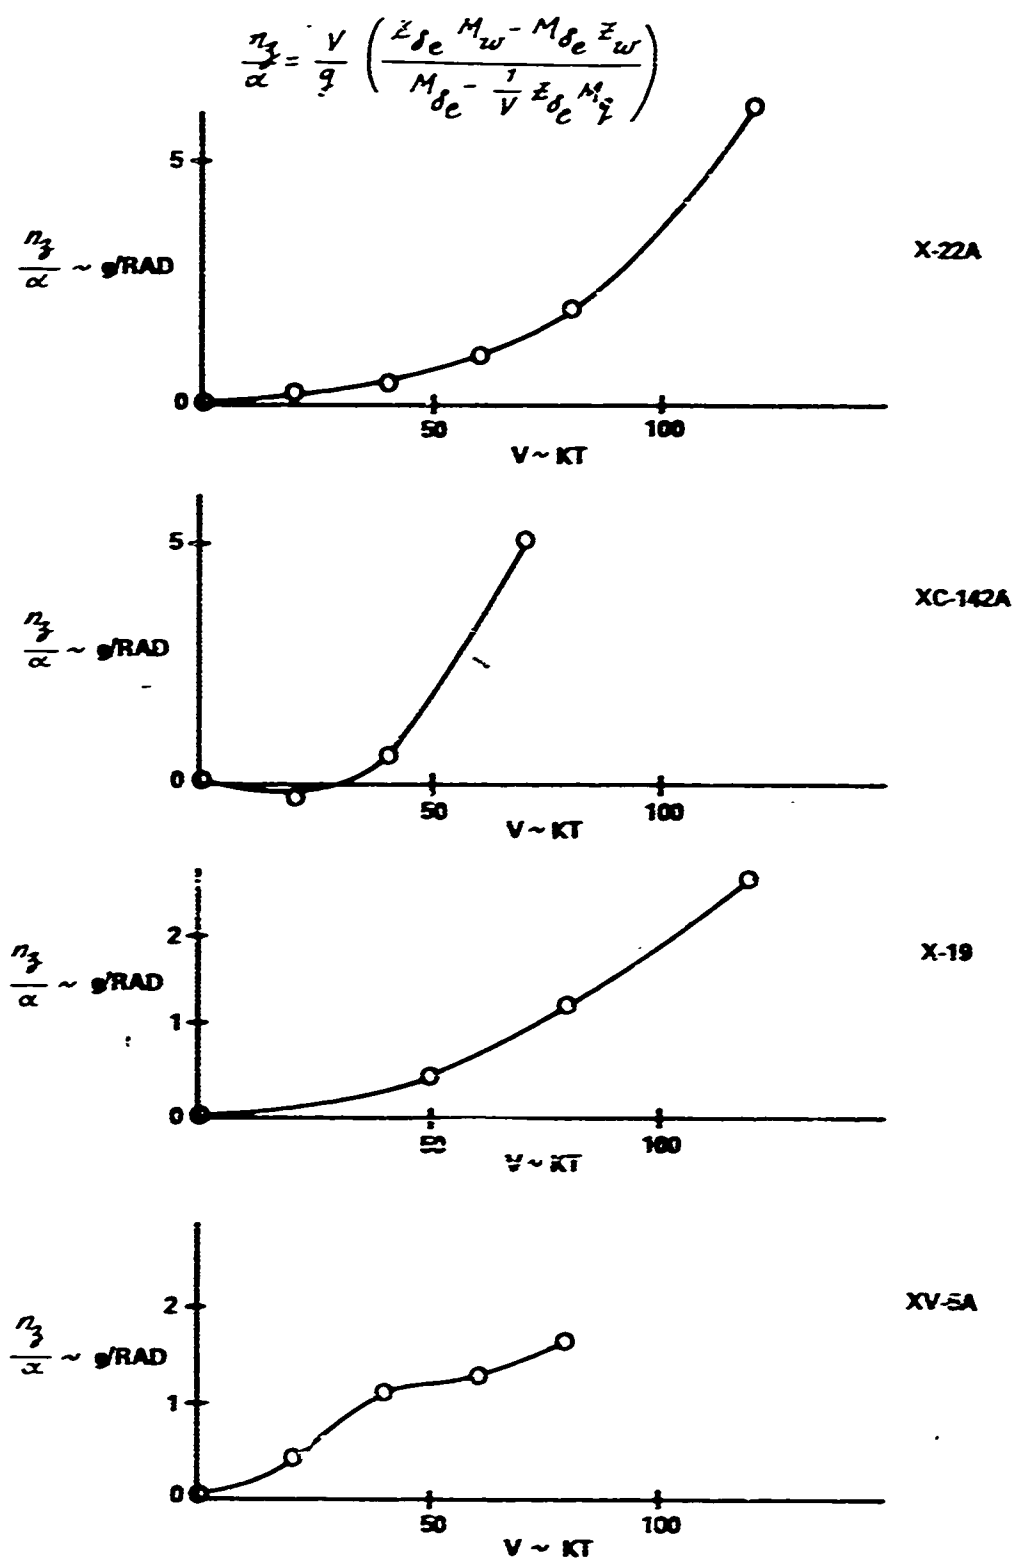 n_z/α = V/g ( (Z_δe M_w - M_δe Z_w) / (M_δe - 1/V Z_δe M_q) )
5
n_z/α ~ g/RAD
X-22A
0
50
100
V ~ KT
5
XC-142A
n_z/α ~ g/RAD
0
50
100
V ~ KT
2
n_z/α ~ g/RAD
X-19
1
0
50
100
V ~ KT
2
XV-5A
n_z/α ~ g/RAD
1
0
50
100
V ~ KT